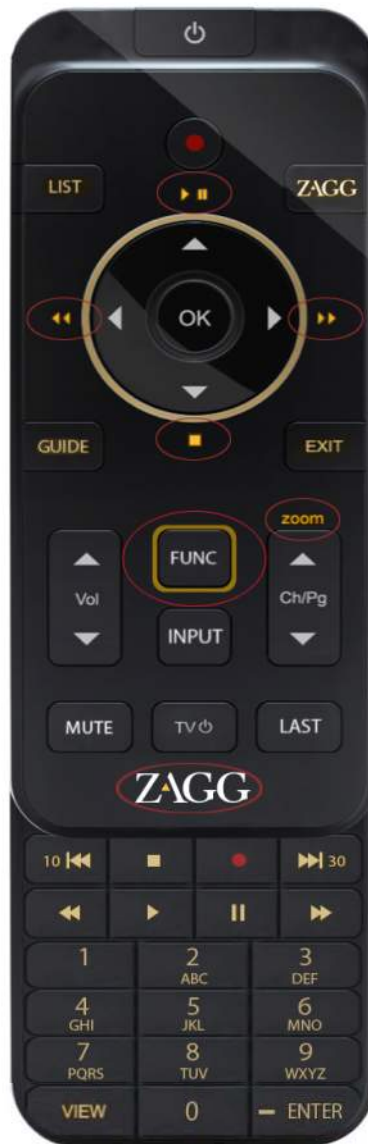 LIST ZAGG
OK
GUIDE EXIT
zoom
FUNC
Vol Ch/Pg
INPUT
MUTE TV LAST
ZAGG
10 30
1 2 3
ABC DEF
4 5 6
GHI JKL MNO
7 8 9
PQRS TUV WXYZ
VIEW 0 - ENTER